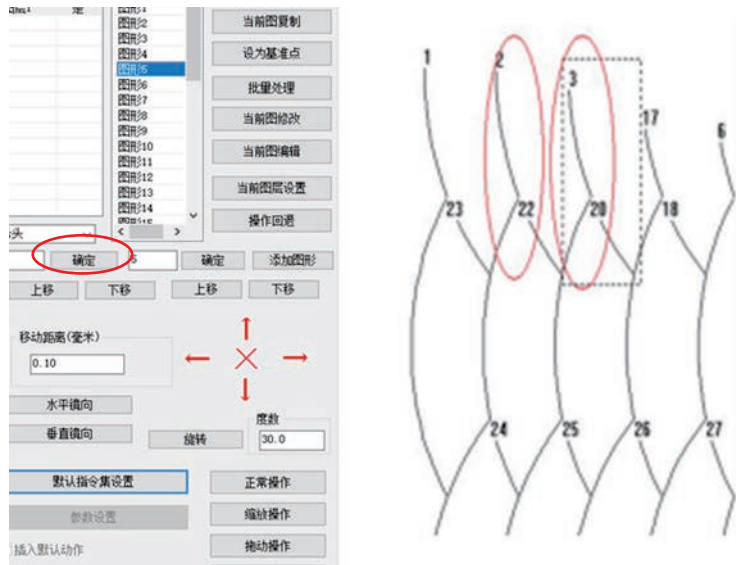 是
图形2
图形3
图形4
图形5
图形6
图形7
图形8
图形9
图形10
图形11
图形12
图形13
图形14
头
确定
5
确定
添加图形
上移
下移
上移
下移
当前图复制
设为基准点
批量处理
当前图修改
当前图编辑
当前图层设置
操作回退
移动距离(毫米)
0.10
水平镜向
垂直镜向
旋转
度数
30.0
默认指令集设置
参数设置
插入默认动作
正常操作
缩放操作
拖动操作
1
2
3
17
6
23
22
20
18
24
25
26
27